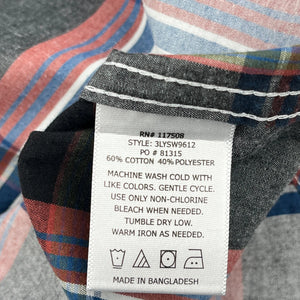 RN# 117508
STYLE: 3LYSW9612
PO # 81315
60% COTTON 40% POLYESTER
MACHINE WASH COLD WITH
LIKE COLORS. GENTLE CYCLE.
USE ONLY NON-CHLORINE
BLEACH WHEN NEEDED.
TUMBLE DRY LOW.
WARM IRON AS NEEDED.
MADE IN BANGLADESH